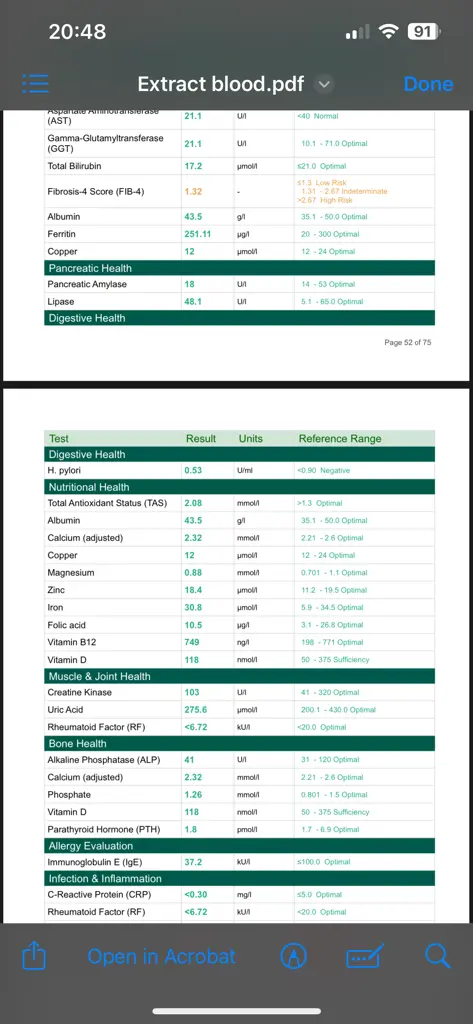 20:48
91
Extract blood.pdf
Done
Aspartate Aminotransferase
(AST) 21.1 U/l <40 Normal
Gamma-Glutamyltransferase
(GGT) 21.1 U/l 10.1 - 71.0 Optimal
Total Bilirubin 17.2 µmol/l ≤21.0 Optimal
Fibrosis-4 Score (FIB-4) 1.32 - ≤1.3 Low Risk
1.31 - 2.67 Indeterminate
>2.67 High Risk
Albumin 43.5 g/l 35.1 - 50.0 Optimal
Ferritin 251.11 µg/l 20 - 300 Optimal
Copper 12 µmol/l 12 - 24 Optimal
Pancreatic Health
Pancreatic Amylase 18 U/l 14 - 53 Optimal
Lipase 48.1 U/l 5.1 - 65.0 Optimal
Digestive Health
Page 52 of 75
Test Result Units Reference Range
Digestive Health
H. pylori 0.53 U/ml <0.90 Negative
Nutritional Health
Total Antioxidant Status (TAS) 2.08 mmol/l >1.3 Optimal
Albumin 43.5 g/l 35.1 - 50.0 Optimal
Calcium (adjusted) 2.32 mmol/l 2.21 - 2.6 Optimal
Copper 12 µmol/l 12 - 24 Optimal
Magnesium 0.88 mmol/l 0.701 - 1.1 Optimal
Zinc 18.4 µmol/l 11.2 - 19.5 Optimal
Iron 30.8 µmol/l 5.9 - 34.5 Optimal
Folic acid 10.5 µg/l 3.1 - 26.8 Optimal
Vitamin B12 749 ng/l 198 - 771 Optimal
Vitamin D 118 nmol/l 50 - 375 Sufficiency
Muscle & Joint Health
Creatine Kinase 103 U/l 41 - 320 Optimal
Uric Acid 275.6 µmol/l 200.1 - 430.0 Optimal
Rheumatoid Factor (RF) <6.72 kU/l <20.0 Optimal
Bone Health
Alkaline Phosphatase (ALP) 41 U/l 31 - 120 Optimal
Calcium (adjusted) 2.32 mmol/l 2.21 - 2.6 Optimal
Phosphate 1.26 mmol/l 0.801 - 1.5 Optimal
Vitamin D 118 nmol/l 50 - 375 Sufficiency
Parathyroid Hormone (PTH) 1.8 pmol/l 1.7 - 6.9 Optimal
Allergy Evaluation
Immunoglobulin E (IgE) 37.2 kU/l ≤100.0 Optimal
Infection & Inflammation
C-Reactive Protein (CRP) <0.30 mg/l ≤5.0 Optimal
Rheumatoid Factor (RF) <6.72 kU/l <20.0 Optimal
Open in Acrobat